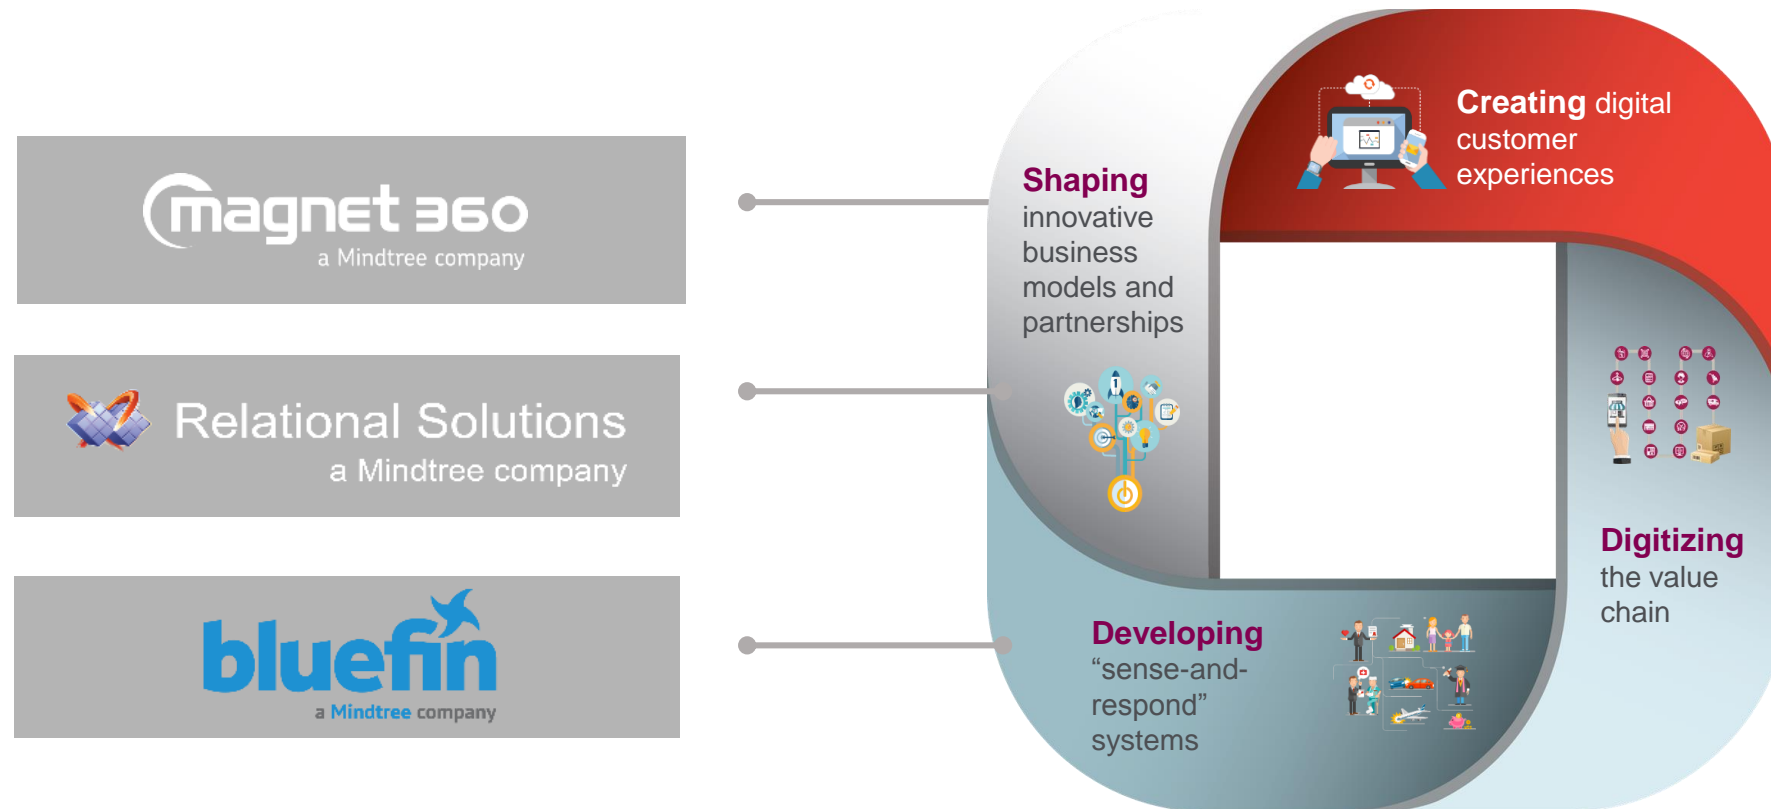 magnet 360
a Mindtree company
Relational Solutions
a Mindtree company
bluefin
a Mindtree company
Shaping
innovative
business
models and
partnerships
Creating digital
customer
experiences
1
Digitizing
the value
chain
Developing
“sense-and-
respond”
systems